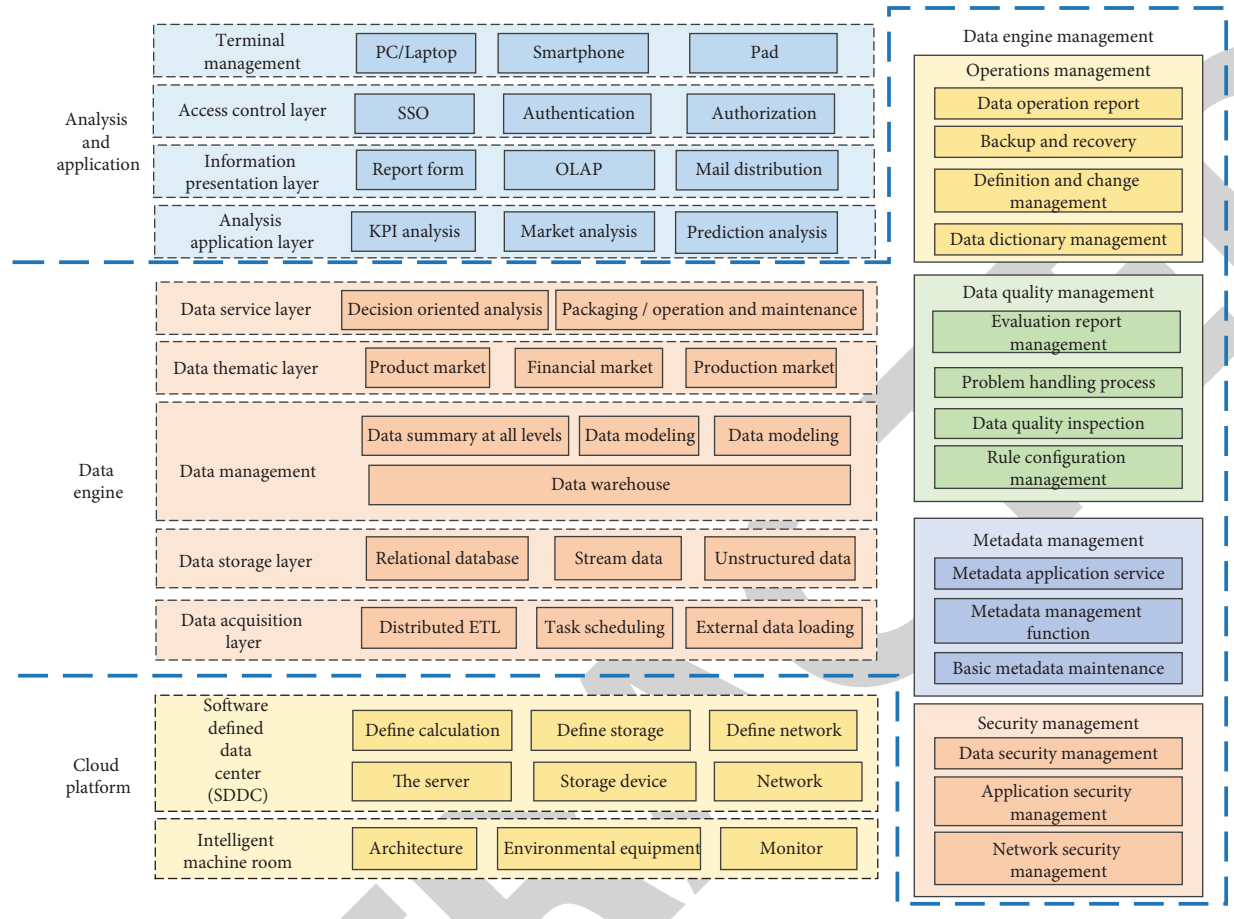 Terminal
management
PC/Laptop
Smartphone
Pad
Analysis
and
application
Access control layer
SSO
Authentication
Authorization
Information
presentation layer
Report form
OLAP
Mail distribution
Analysis
application layer
KPI analysis
Market analysis
Prediction analysis
Data
engine
Data service layer
Decision oriented analysis
Packaging / operation and maintenance
Data thematic layer
Product market
Financial market
Production market
Data management
Data summary at all levels
Data modeling
Data modeling
Data warehouse
Data storage layer
Relational database
Stream data
Unstructured data
Data acquisition
layer
Distributed ETL
Task scheduling
External data loading
Cloud
platform
Software
defined
data
center
(SDDC)
Define calculation
Define storage
Define network
The server
Storage device
Network
Intelligent
machine room
Architecture
Environmental equipment
Monitor
Data engine management
Operations management
Data operation report
Backup and recovery
Definition and change
management
Data dictionary management
Data quality management
Evaluation report
management
Problem handling process
Data quality inspection
Rule configuration
management
Metadata management
Metadata application service
Metadata management
function
Basic metadata maintenance
Security management
Data security management
Application security
management
Network security
management